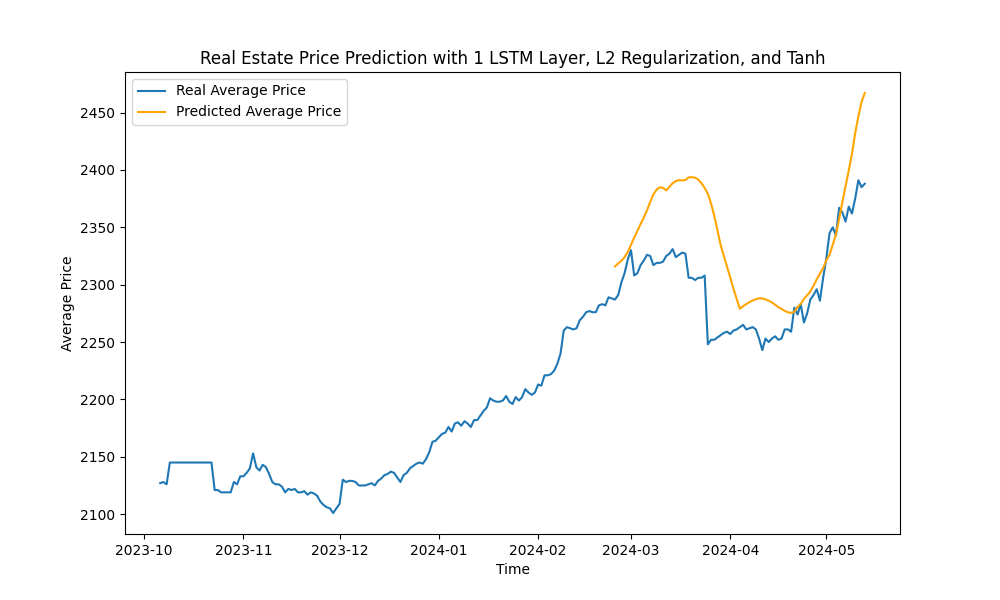 Real Estate Price Prediction with 1 LSTM Layer, L2 Regularization, and Tanh
Real Average Price
Predicted Average Price
Average Price
2450
2400
2350
2300
2250
2200
2150
2100
2023-10 2023-11 2023-12 2024-01 2024-02 2024-03 2024-04 2024-05
Time